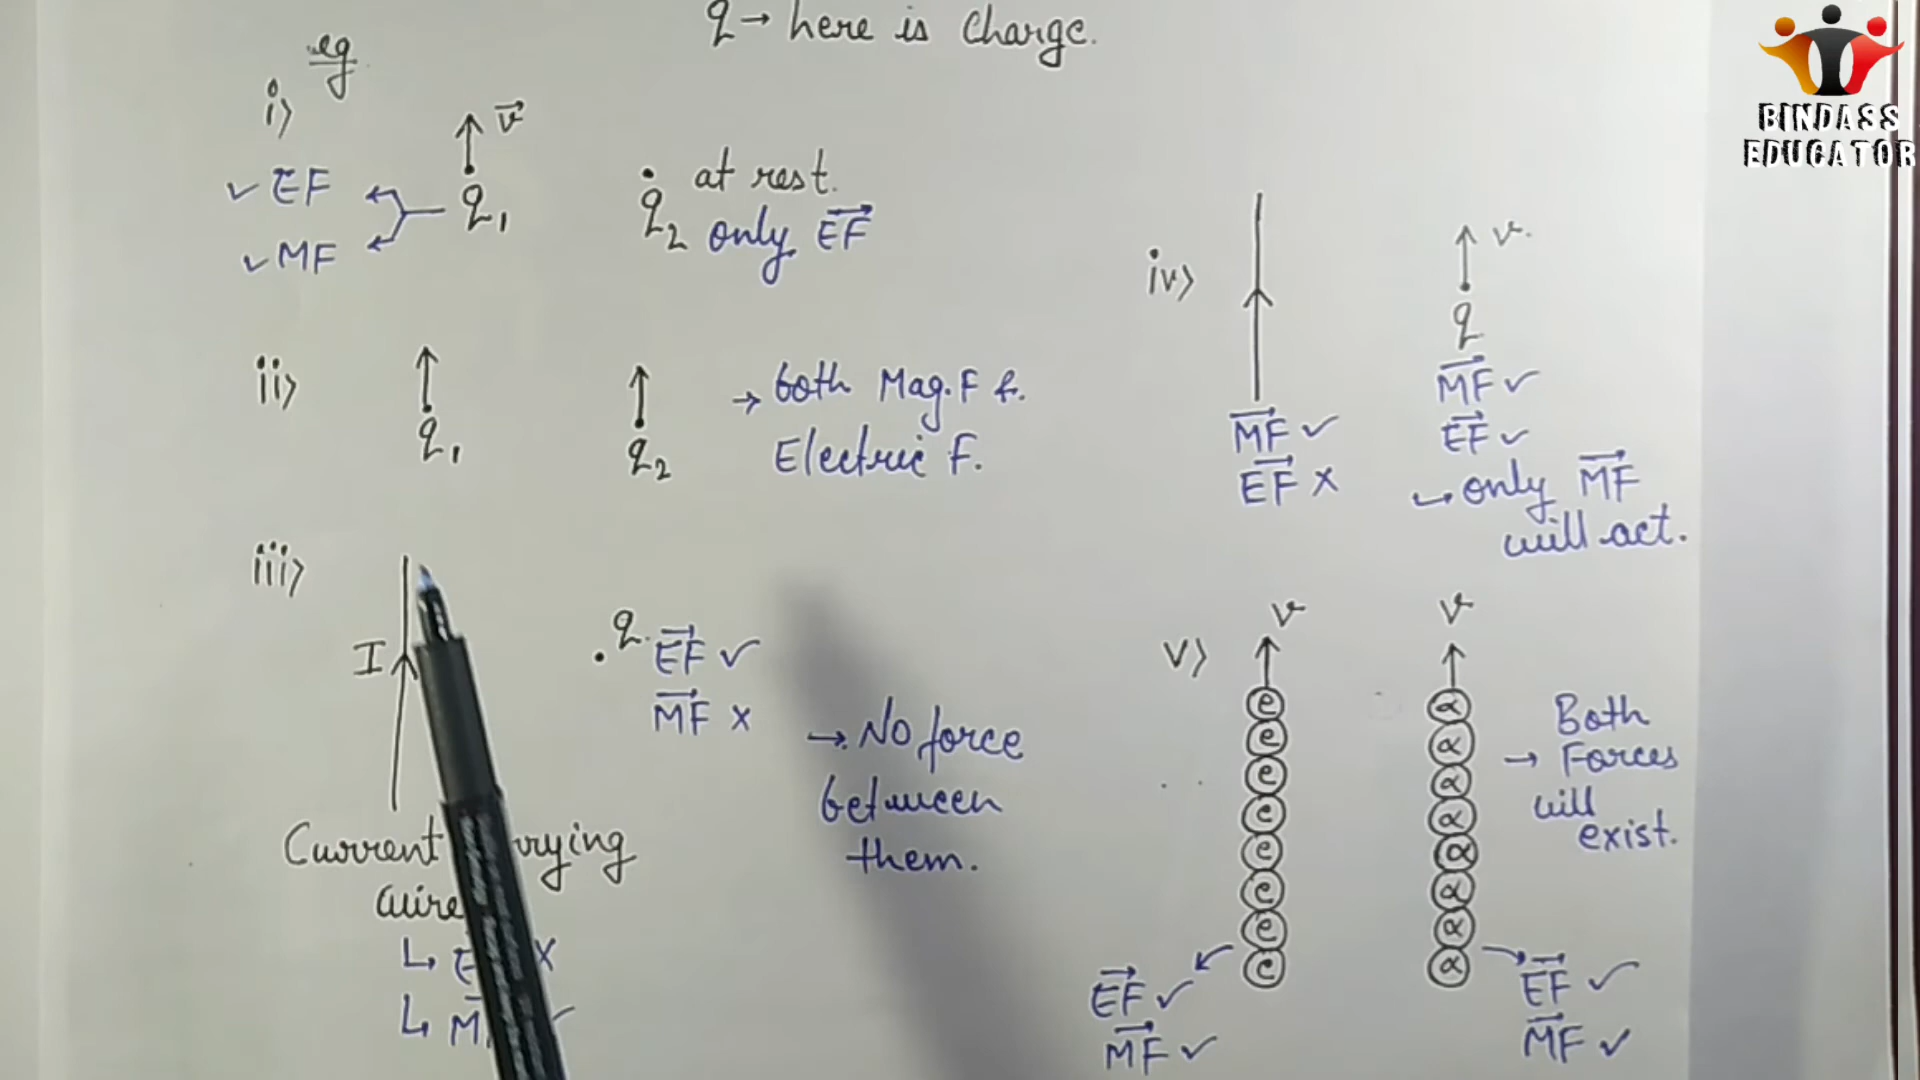 q → here is Charge.
eg
i)
v
✓ EF
✓ MF
q1
at rest.
q2 only EF
ii)
q1
q2
→ both Mag. F &
Electric F.
iii)
I
q.
EF ✓
MF x
→ No force
between
them.
Current
wire
x
iv)
MF ✓
EF x
v.
q
MF ✓
EF ✓
only MF
will act.
v)
v
e
e
e
e
e
e
e
e
EF ✓
MF ✓
v
α
α
α
α
α
α
α
α
→ Both
Forces
will
exist.
EF ✓
MF ✓
BINDASS
EDUCATOR